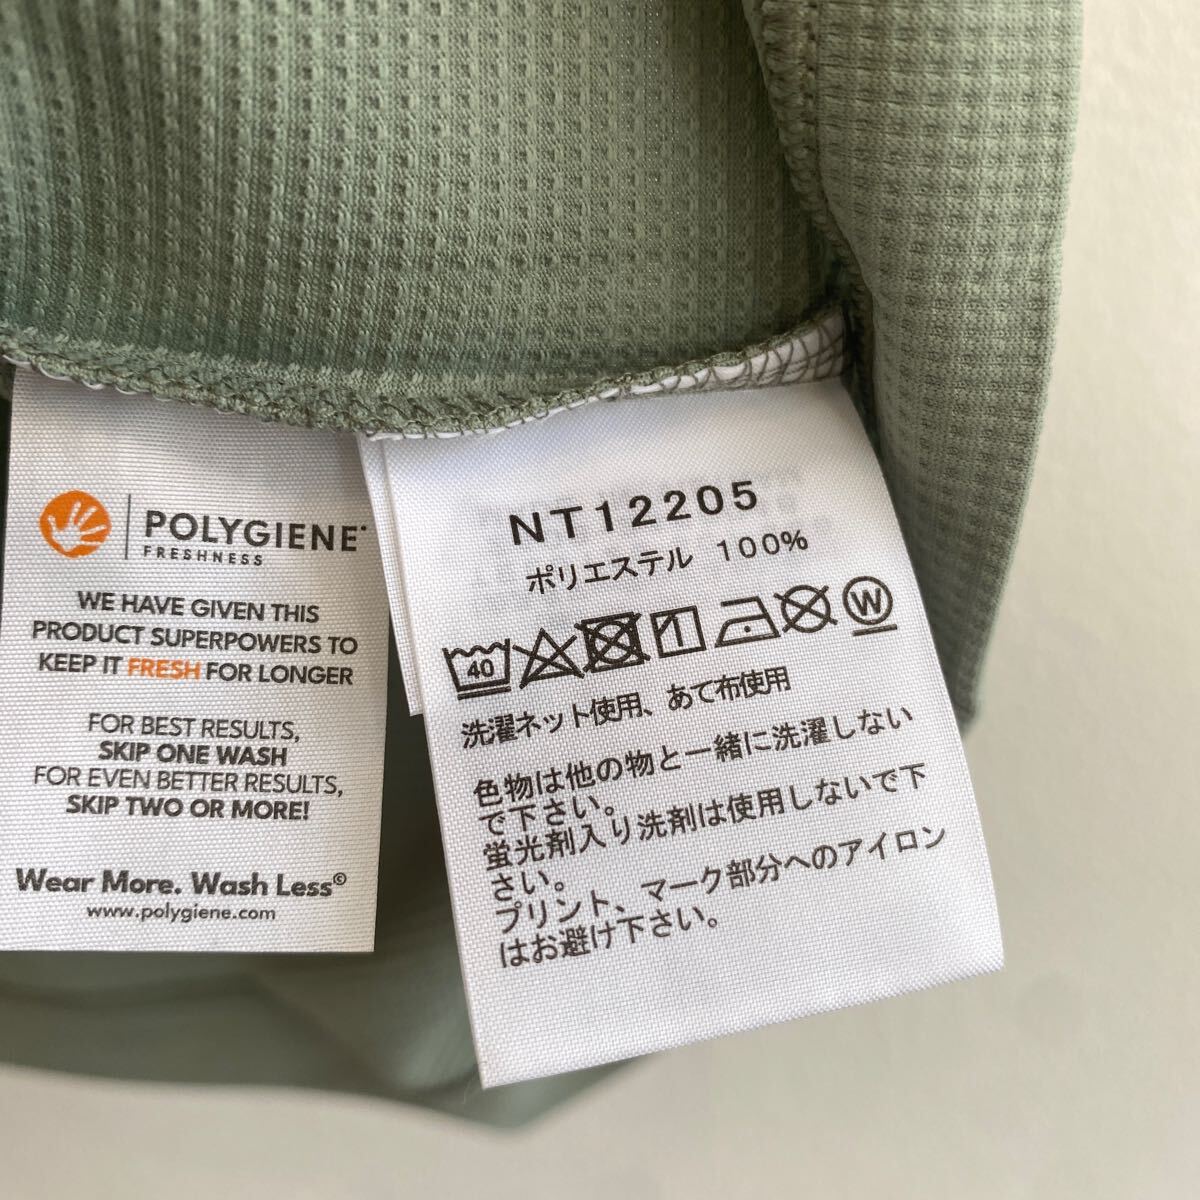 POLYGIENE
FRESHNESS
WE HAVE GIVEN THIS
PRODUCT SUPERPOWERS TO
KEEP IT FRESH FOR LONGER
FOR BEST RESULTS,
SKIP ONE WASH
FOR EVEN BETTER RESULTS,
SKIP TWO OR MORE!
Wear More. Wash Less©
www.polygiene.com
NT12205
ポリエステル 100%
40 1 W
洗濯ネット使用、あて布使用
色物は他の物と一緒に洗濯しない
で下さい。
蛍光剤入り洗剤は使用しないで下
さい。
プリント、マーク部分へのアイロン
はお避け下さい。